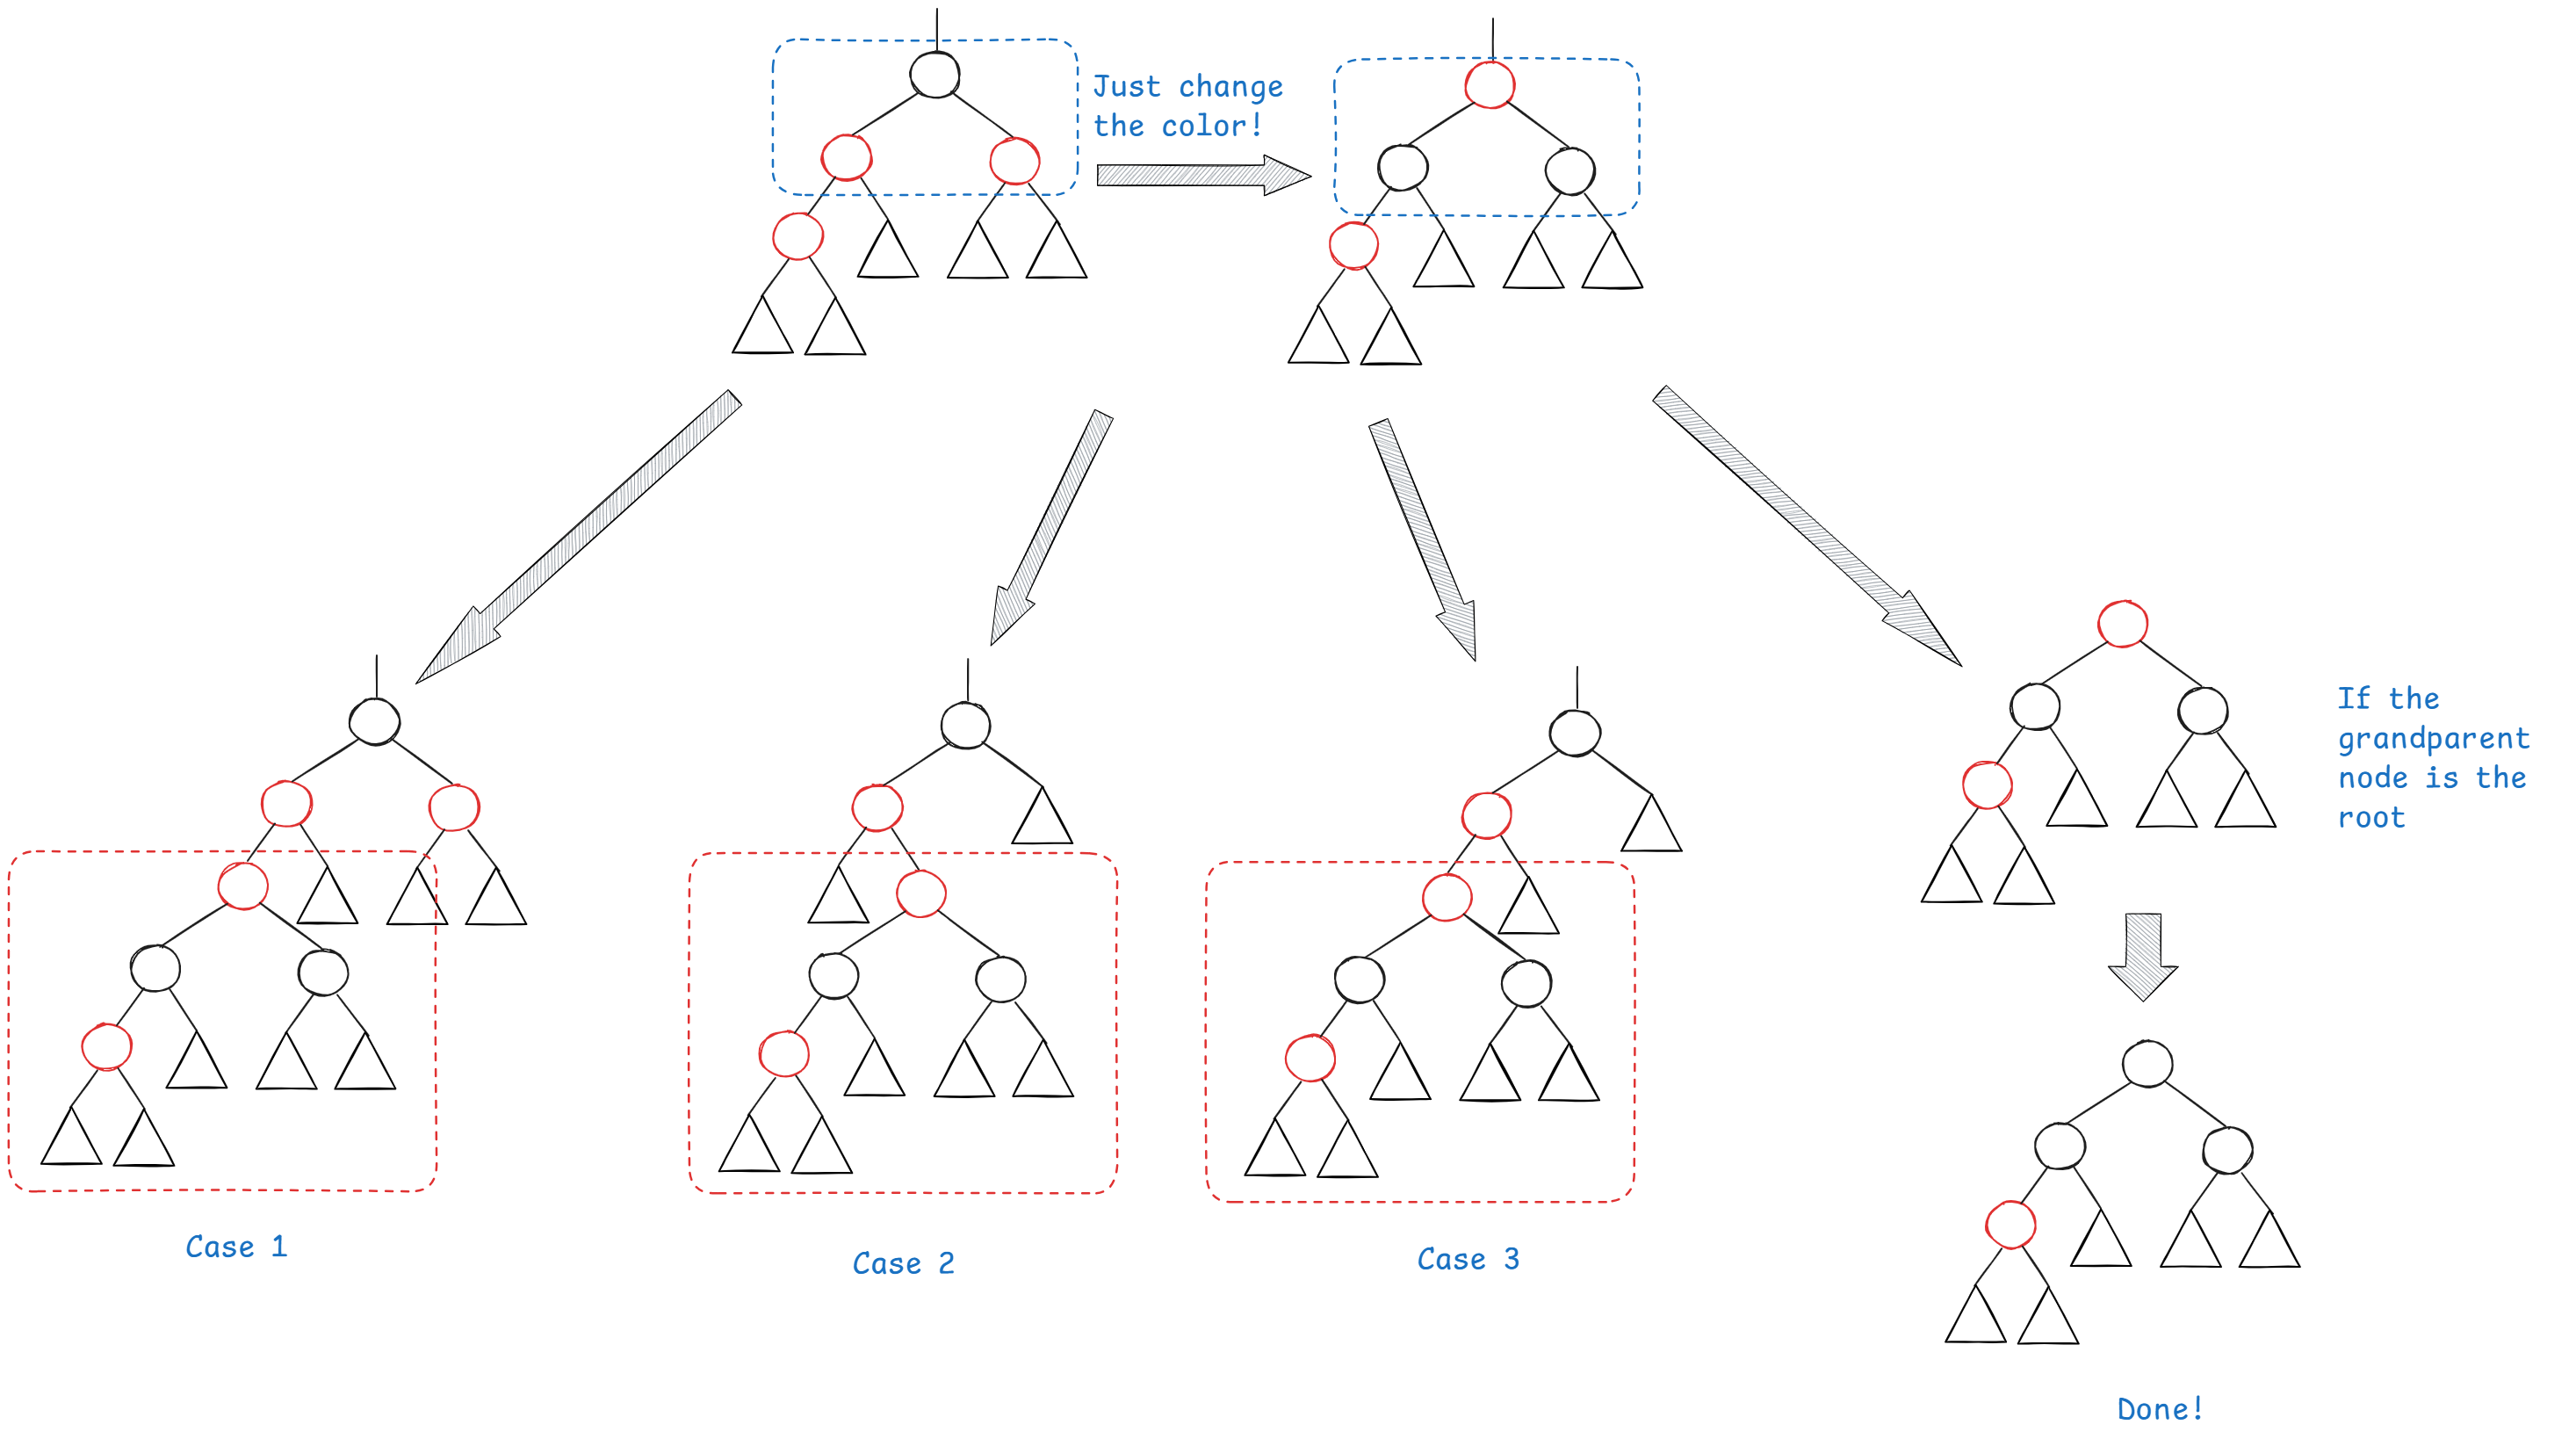 Just change
the color!
If the
grandparent
node is the
root
Case 1
Case 2
Case 3
Done!